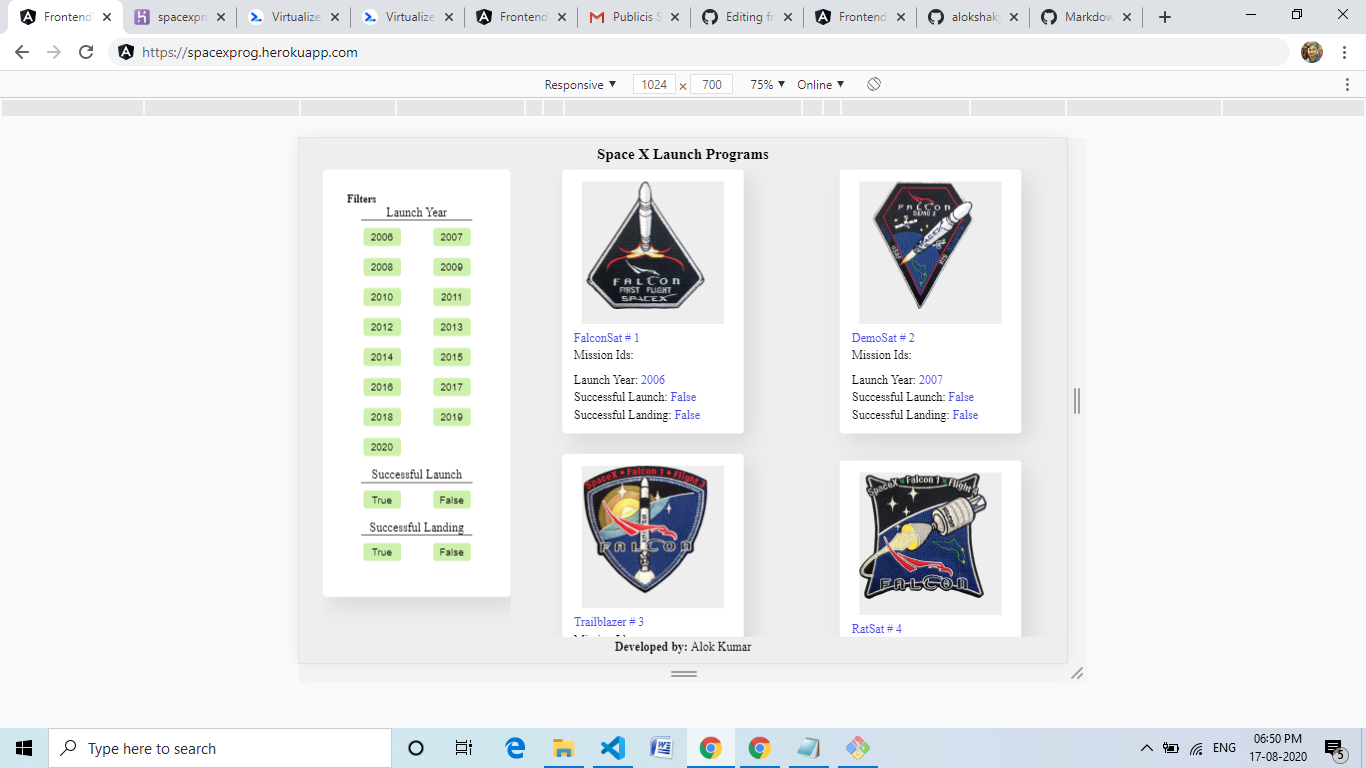 Frontend
spacexpro
Virtualize
Virtualize
Frontend
Publicis S
Editing fr
Frontend
alokshaky
Markdow
https://spacexprog.herokuapp.com
Responsive
1024 × 700
75%
Online
Space X Launch Programs
Filters
Launch Year
2006 2007
2008 2009
2010 2011
2012 2013
2014 2015
2016 2017
2018 2019
2020
Successful Launch
True False
Successful Landing
True False
FALCON
FIRST FLIGHT
SPACEX
FalconSat # 1
Mission Ids:
Launch Year: 2006
Successful Launch: False
Successful Landing: False
FALCON
DEMO 2
SPACEX
DemoSat # 2
Mission Ids:
Launch Year: 2007
Successful Launch: False
Successful Landing: False
SpaceX • Falcon 1 • Flight 3
FALCON
Trailblazer # 3
SpaceX Falcon 1 Flight 4
FALCON
RatSat # 4
Developed by: Alok Kumar
Type here to search
ENG
06:50 PM
17-08-2020
5